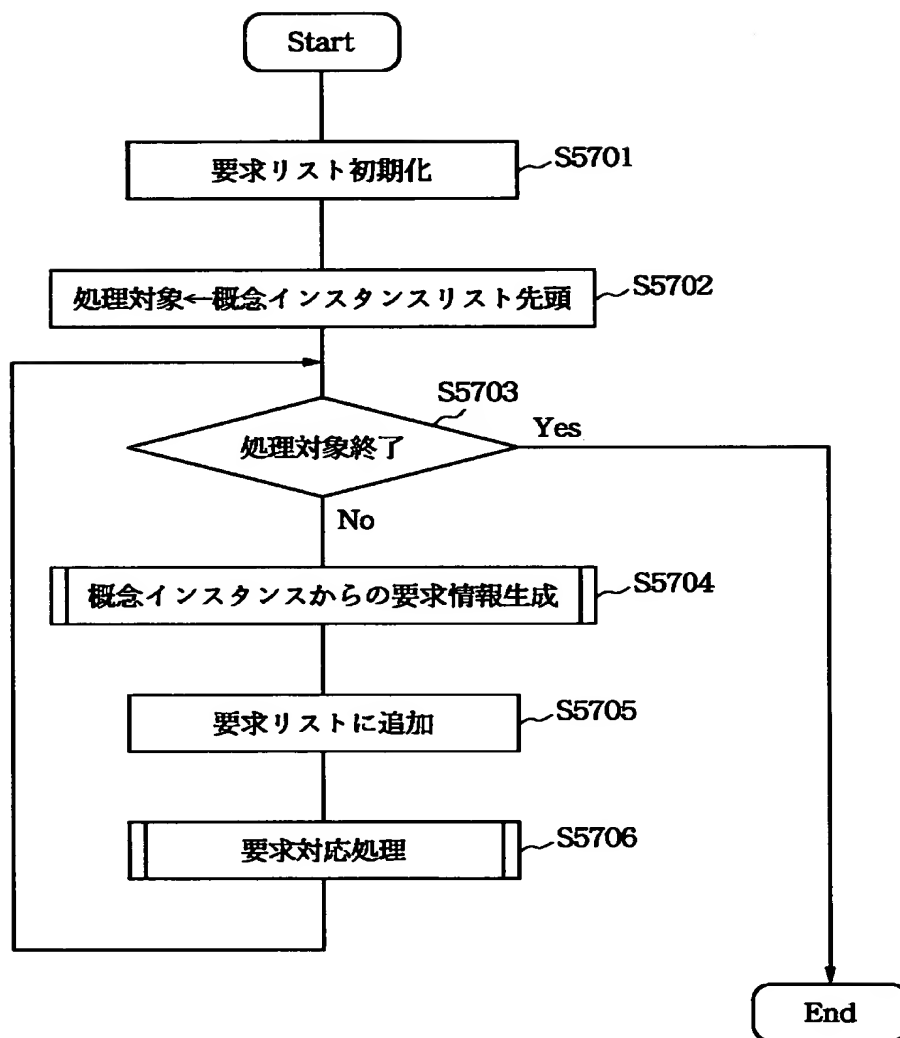 Start
要求リスト初期化
S5701
処理対象←概念インスタンスリスト先頭
S5702
S5703
処理対象終了
Yes
No
概念インスタンスからの要求情報生成
S5704
要求リストに追加
S5705
要求対応処理
S5706
End